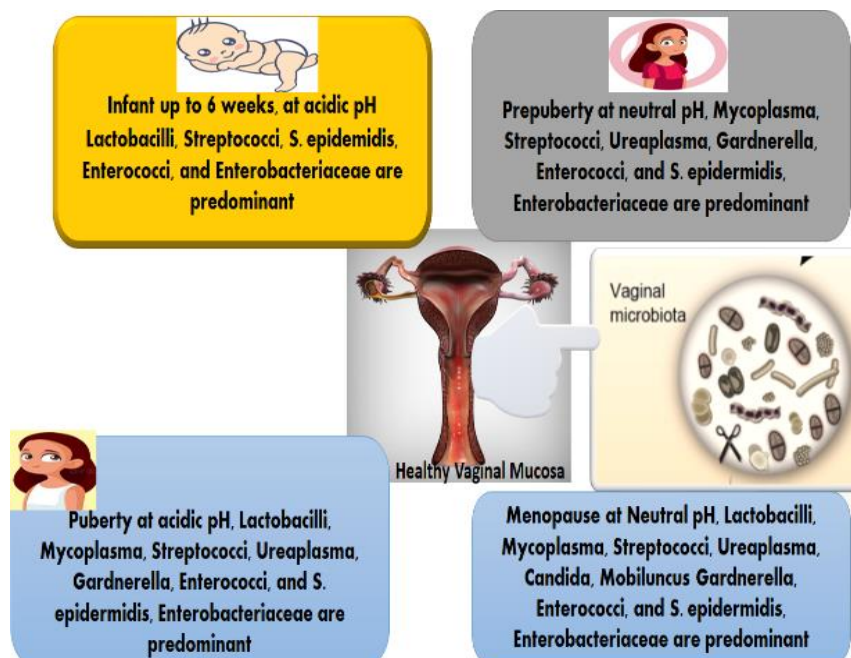 Infant up to 6 weeks, at acidic pH
Lactobacilli, Streptococci, S. epidemidis,
Enterococci, and Enterobacteriaceae are
predominant
Prepuberty at neutral pH, Mycoplasma,
Streptococci, Ureaplasma, Gardnerella,
Enterococci, and S. epidermidis,
Enterobacteriaceae are predominant
Vaginal
microbiota
Healthy Vaginal Mucosa
Puberty at acidic pH, Lactobacilli,
Mycoplasma, Streptococci, Ureaplasma,
Gardnerella, Enterococci, and S.
epidermidis, Enterobacteriaceae are
predominant
Menopause at Neutral pH, Lactobacilli,
Mycoplasma, Streptococci, Ureaplasma,
Candida, Mobiluncus Gardnerella,
Enterococci, and S. epidermidis,
Enterobacteriaceae are predominant